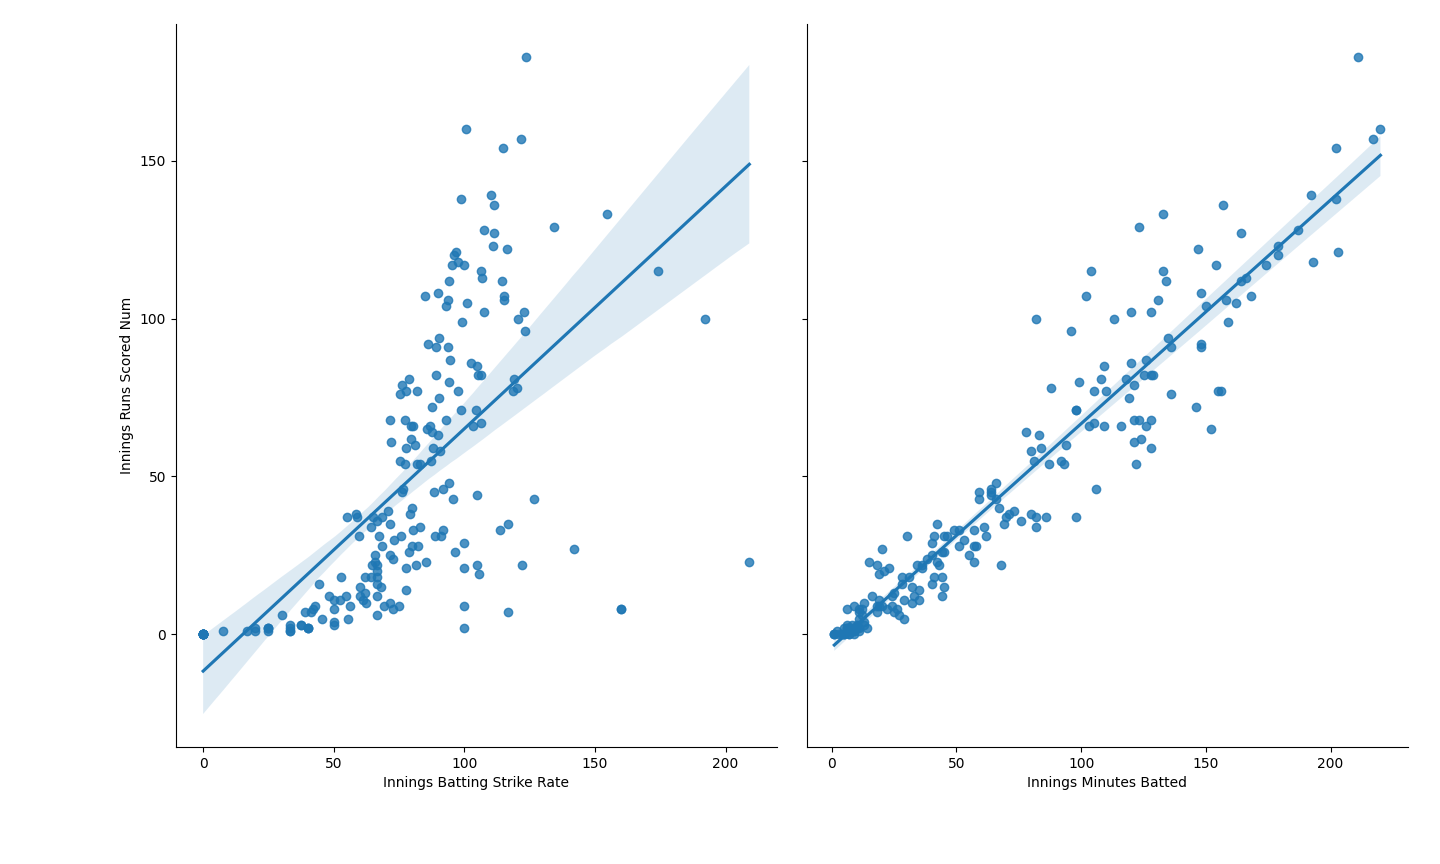 150
100
50
0
Innings Runs Scored Num
0 50 100 150 200
Innings Batting Strike Rate
0 50 100 150 200
Innings Minutes Batted